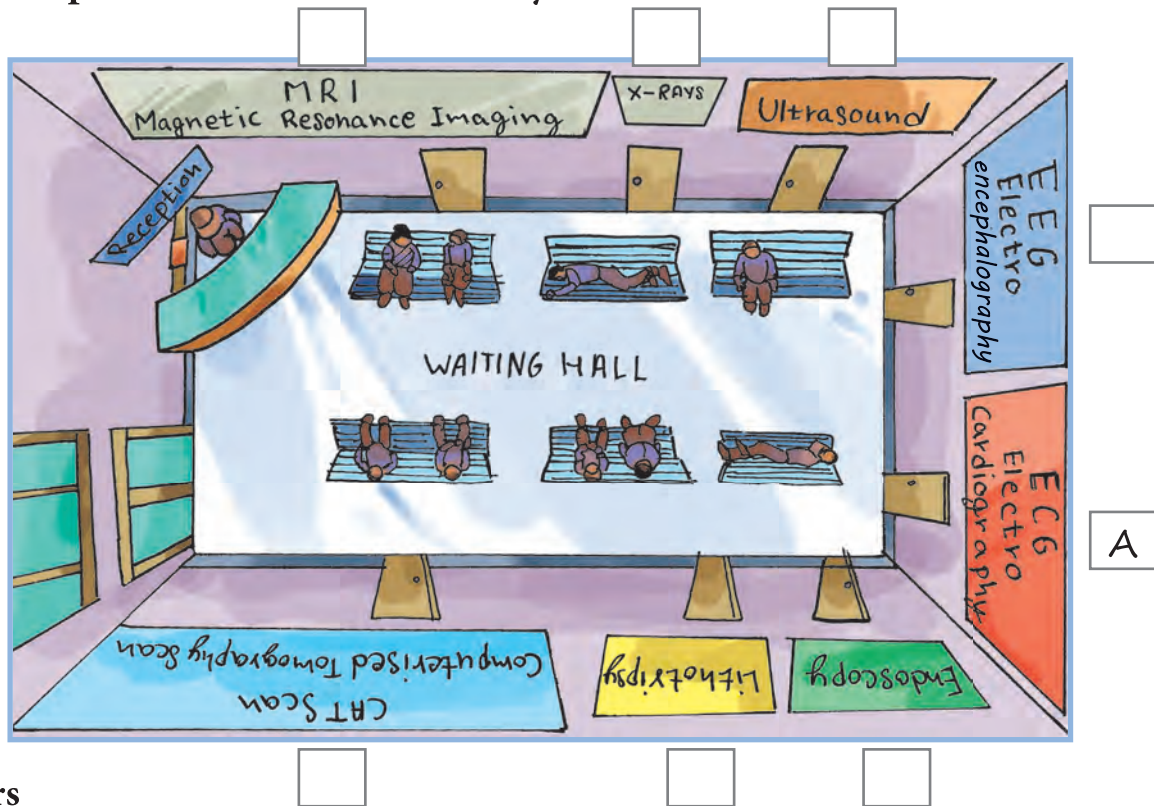 MRI
Magnetic Resonance Imaging
X-RAYS
Ultrasound
Reception
EEG
Electro
encephalography
WAITING HALL
ECG
Electro
Cardiography
A
CAT Scan
Computerised Tomography Scan
Lithotripsy
Endoscopy
rs